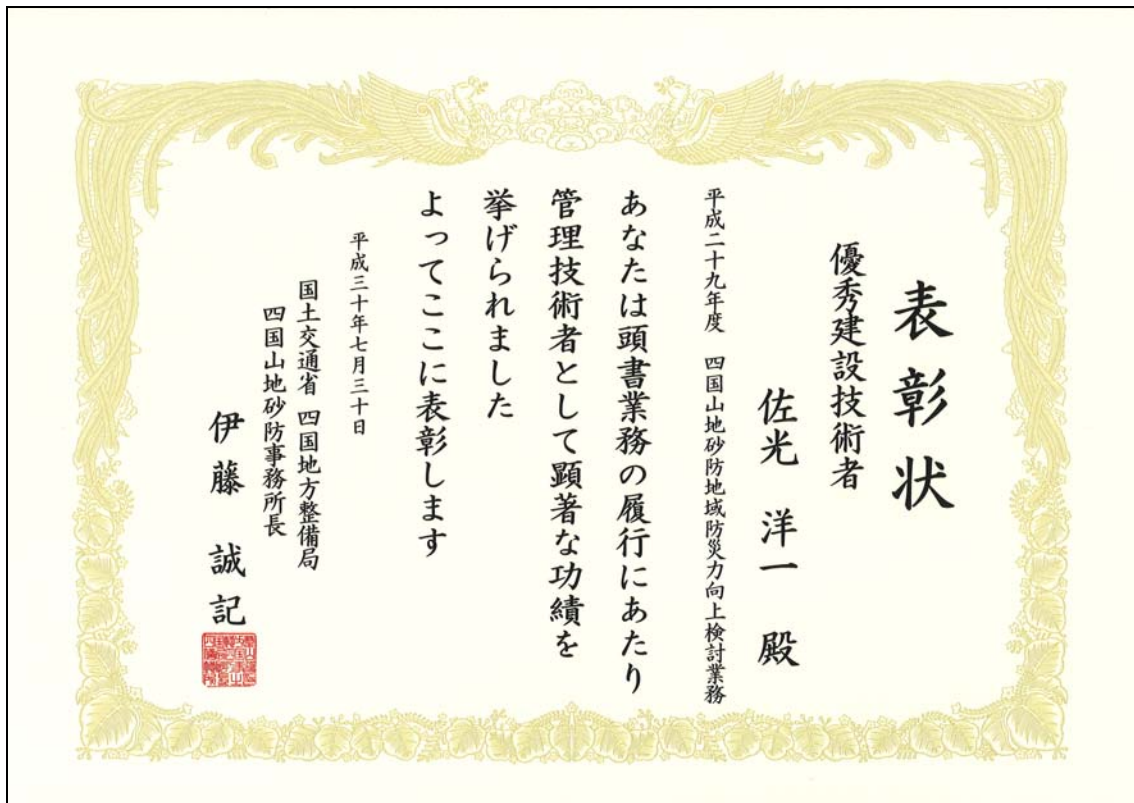 表彰状
優秀建設技術者
佐光 洋一 殿
平成二十九年度 四国山地砂防地域防災力向上検討業務
あなたは頭書業務の履行にあたり
管理技術者として顕著な功績を
挙げられました
よってここに表彰します
平成三十年七月三十日
国土交通省 四国地方整備局
四国山地砂防事務所長
伊藤 誠記